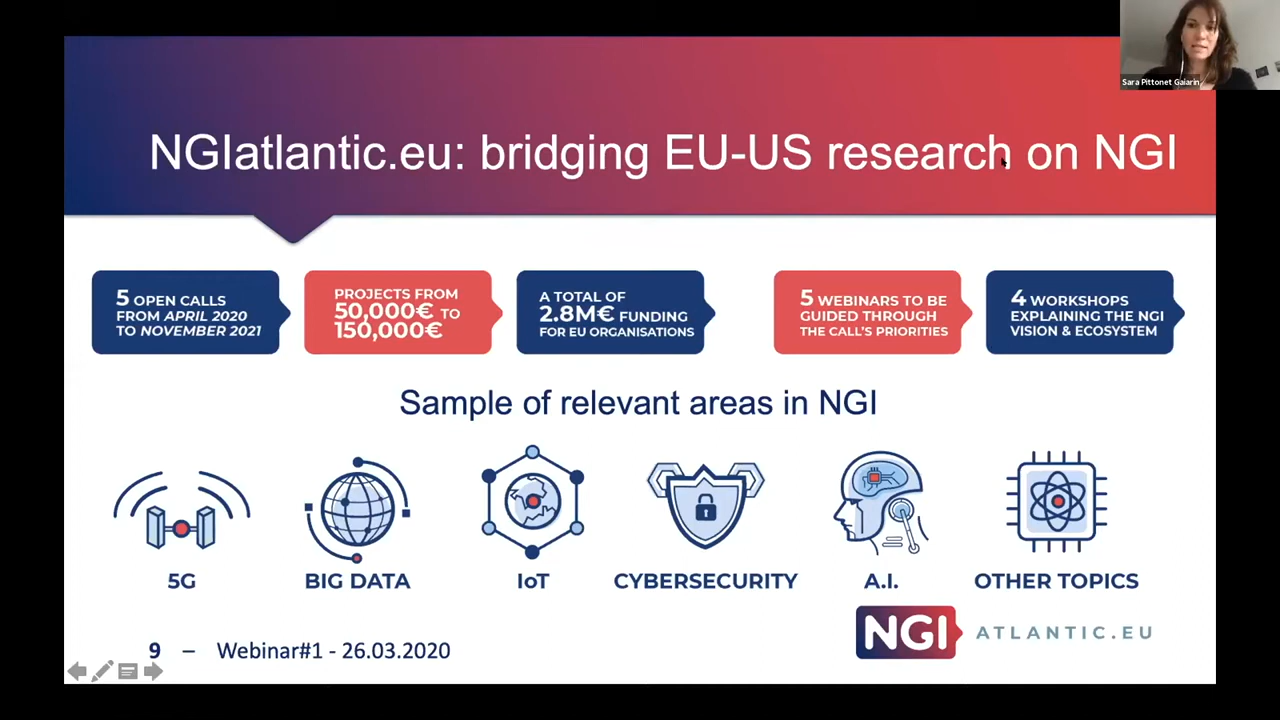 Sara Pittonet Gaiarin
NGIatlantic.eu: bridging EU-US research on NGI
5 OPEN CALLS
FROM APRIL 2020
TO NOVEMBER 2021
PROJECTS FROM
50,000€ TO
150,000€
A TOTAL OF
2.8M€ FUNDING
FOR EU ORGANISATIONS
5 WEBINARS TO BE
GUIDED THROUGH
THE CALL'S PRIORITIES
4 WORKSHOPS
EXPLAINING THE NGI
VISION & ECOSYSTEM
Sample of relevant areas in NGI
5G
BIG DATA
IoT
CYBERSECURITY
A.I.
OTHER TOPICS
NGI ATLANTIC.EU
9 – Webinar#1 - 26.03.2020